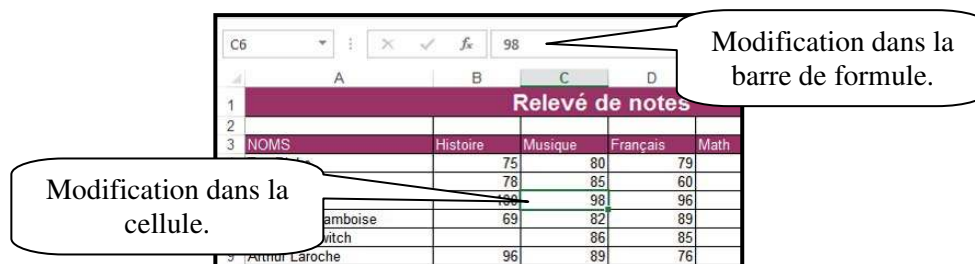 C6 fx 98
Modification dans la
barre de formule.
A B C D
1 Relevé de notes
2
3 NOMS Histoire Musique Français Math
75 80 79
78 85 60
Modification dans la
cellule.
98 96
amboise 69 82 89
witch 86 85
9 Arthur Laroche 96 89 76